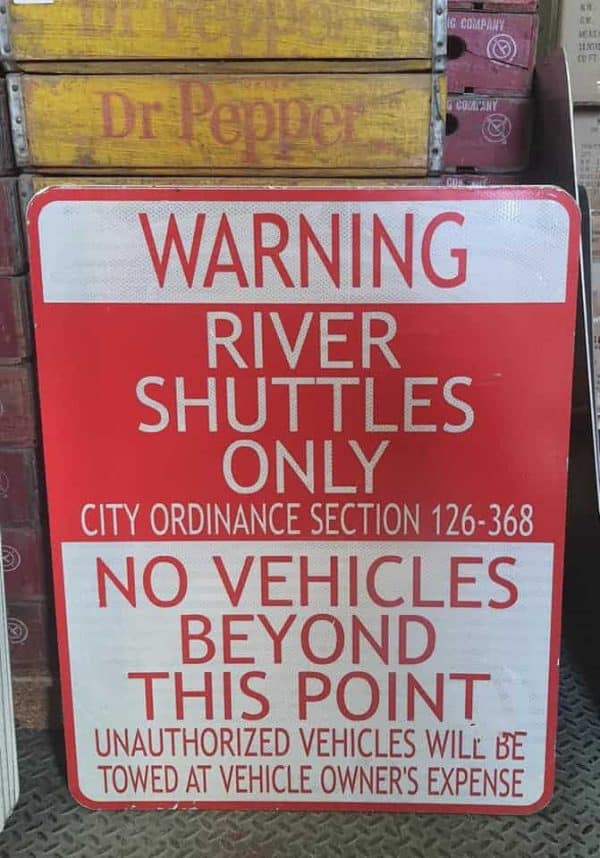 Dr Pepper
COMPANY
COMPANY
WARNING
RIVER
SHUTTLES
ONLY
CITY ORDINANCE SECTION 126-368
NO VEHICLES
BEYOND
THIS POINT
UNAUTHORIZED VEHICLES WILL BE
TOWED AT VEHICLE OWNER'S EXPENSE